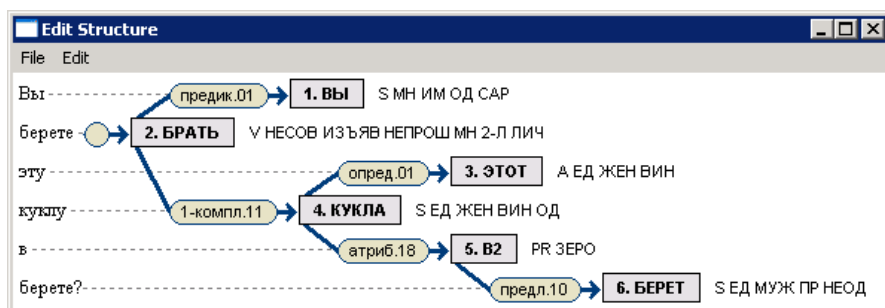 Edit Structure
File Edit
Вы предик.01 1. ВЫ S МН ИМ ОД CAP
берете 2. БРАТЬ V НЕСОВ ИЗЪЯВ НЕПРОШ МН 2-Л ЛИЧ
эту опред.01 3. ЭТОТ A ЕД ЖЕН ВИН
куклу 1-компл.11 4. КУКЛА S ЕД ЖЕН ВИН ОД
в атриб.18 5. В2 PR ЗЕРО
берете? предл.10 6. БЕРЕТ S ЕД МУЖ ПР НЕОД